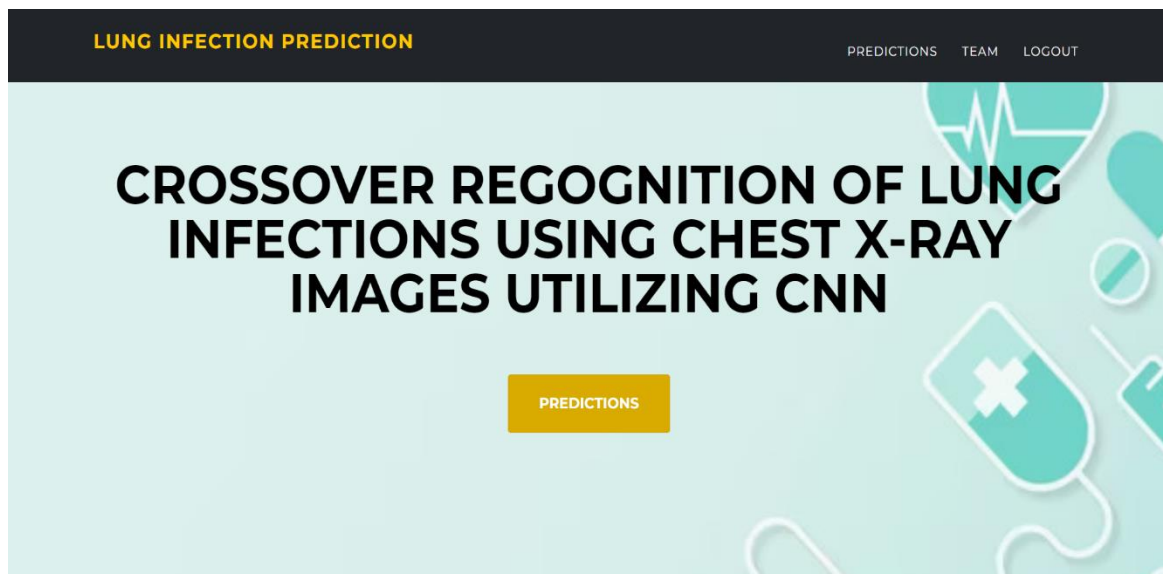 LUNG INFECTION PREDICTION
PREDICTIONS TEAM LOGOUT
CROSSOVER REGOGNITION OF LUNG
INFECTIONS USING CHEST X-RAY
IMAGES UTILIZING CNN
PREDICTIONS